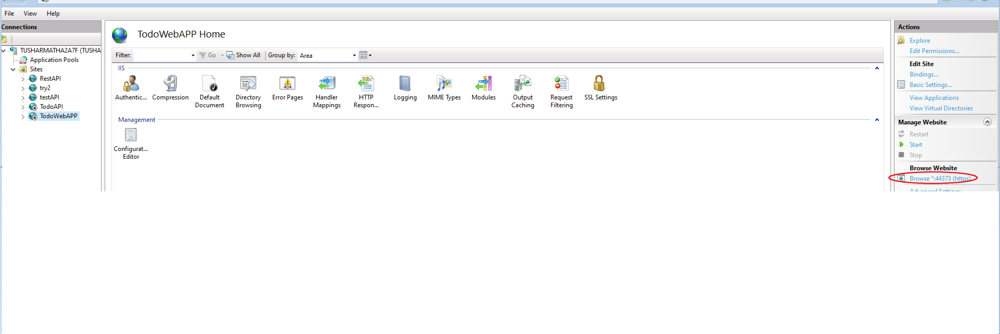 File View Help
Connections
TUSHARMATHA2A7F (TUSHA
Application Pools
Sites
RestAPI
try2
testAPI
TodoAPI
TodoWebAPP
TodoWebAPP Home
Filter: Go Show All Group by: Area
IIS
Authentic... Compression Default Document Directory Browsing Error Pages Handler Mappings HTTP Respon... Logging MIME Types Modules Output Caching Request Filtering SSL Settings
404
Management
Configurat...
Editor
Actions
Explore
Edit Permissions...
Edit Site
Bindings...
Basic Settings...
View Applications
View Virtual Directories
Manage Website
Restart
Start
Stop
Browse Website
Browse *:44373 (https)
Advanced Settings